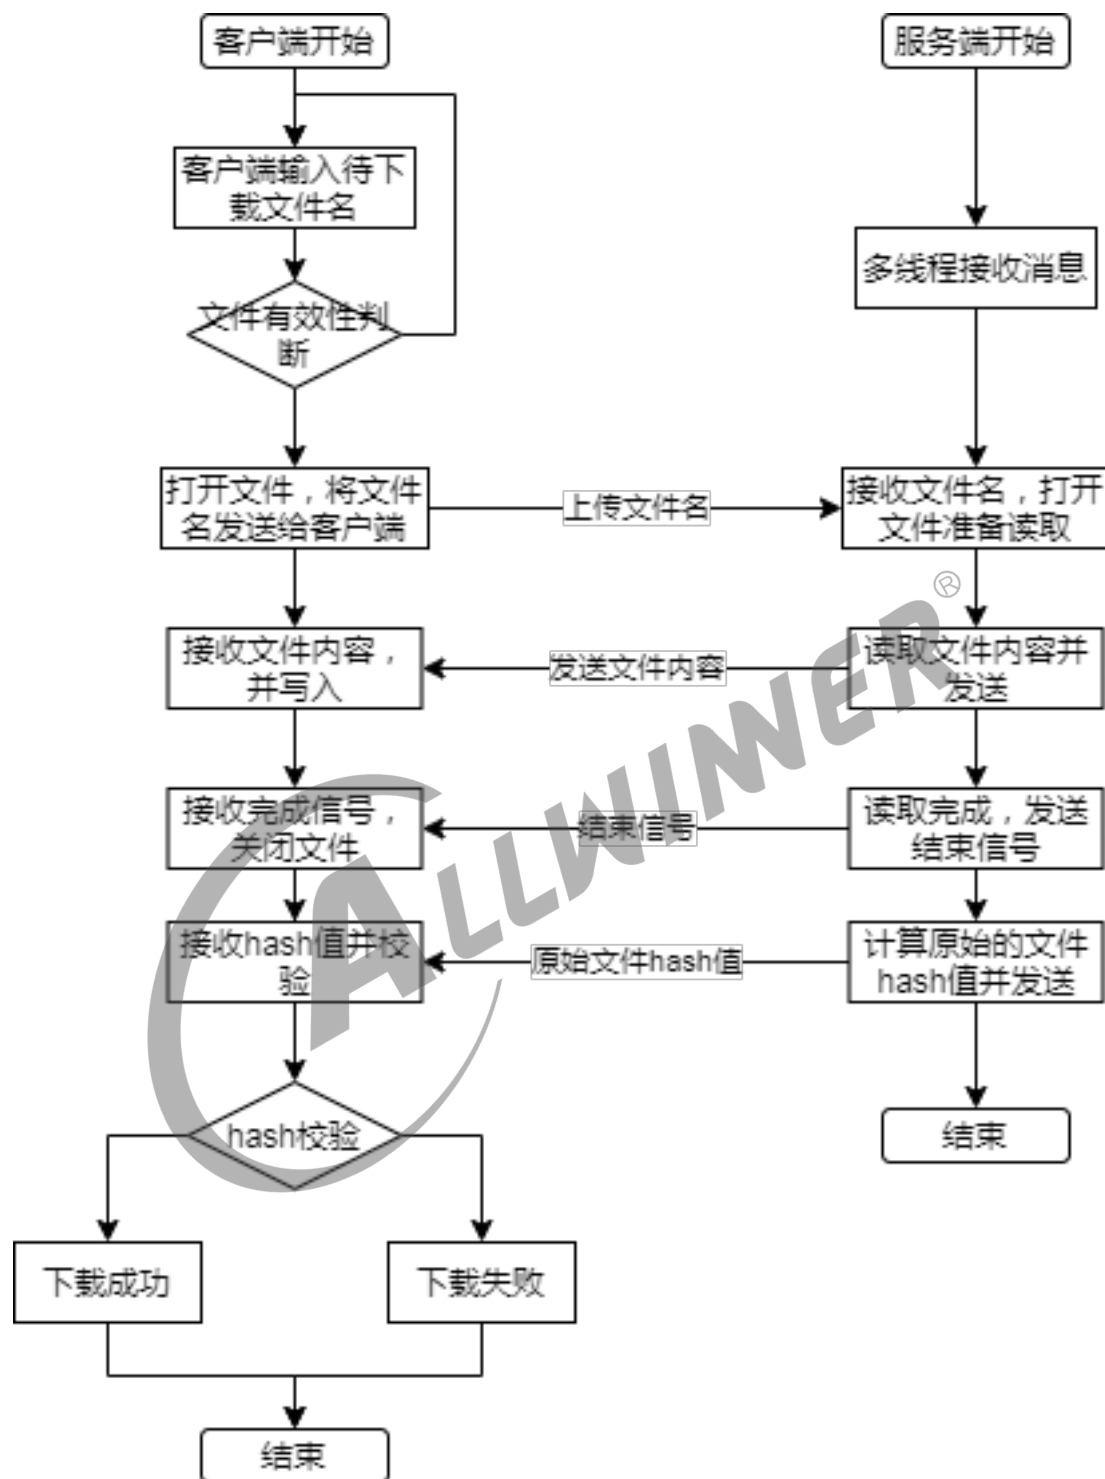 客户端开始
服务端开始
客户端输入待下
载文件名
多线程接收消息
文件有效性判
断
打开文件，将文件
名发送给客户端
上传文件名
接收文件名，打开
文件准备读取
接收文件内容，
并写入
发送文件内容
读取文件内容并
发送
接收完成信号，
关闭文件
结束信号
读取完成，发送
结束信号
接收hash值并校
验
原始文件hash值
计算原始的文件
hash值并发送
hash校验
结束
下载成功
下载失败
结束
ALLWINNER®